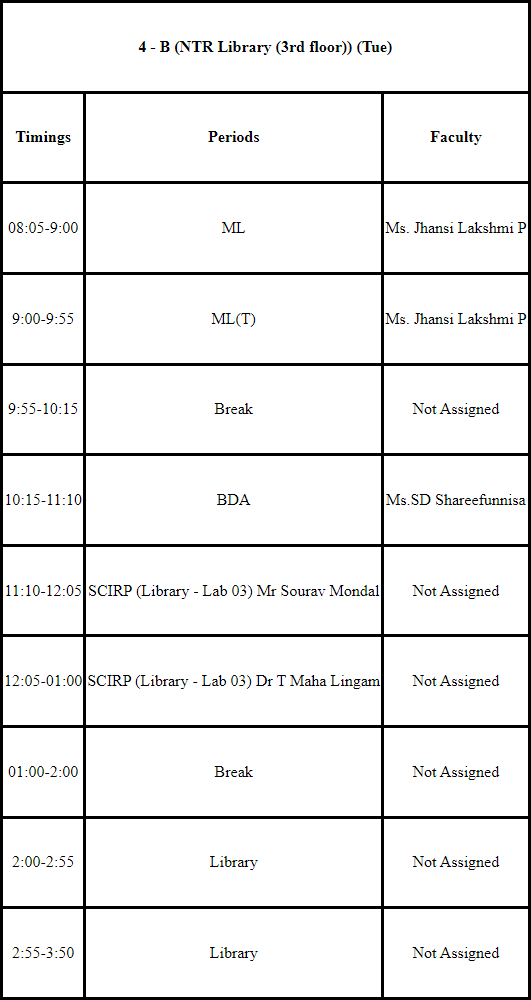 4 - B (NTR Library (3rd floor)) (Tue)
Timings Periods Faculty
08:05-9:00 ML Ms. Jhansi Lakshmi P
9:00-9:55 ML(T) Ms. Jhansi Lakshmi P
9:55-10:15 Break Not Assigned
10:15-11:10 BDA Ms.SD Shareefunnisa
11:10-12:05 SCIRP (Library - Lab 03) Mr Sourav Mondal Not Assigned
12:05-01:00 SCIRP (Library - Lab 03) Dr T Maha Lingam Not Assigned
01:00-2:00 Break Not Assigned
2:00-2:55 Library Not Assigned
2:55-3:50 Library Not Assigned